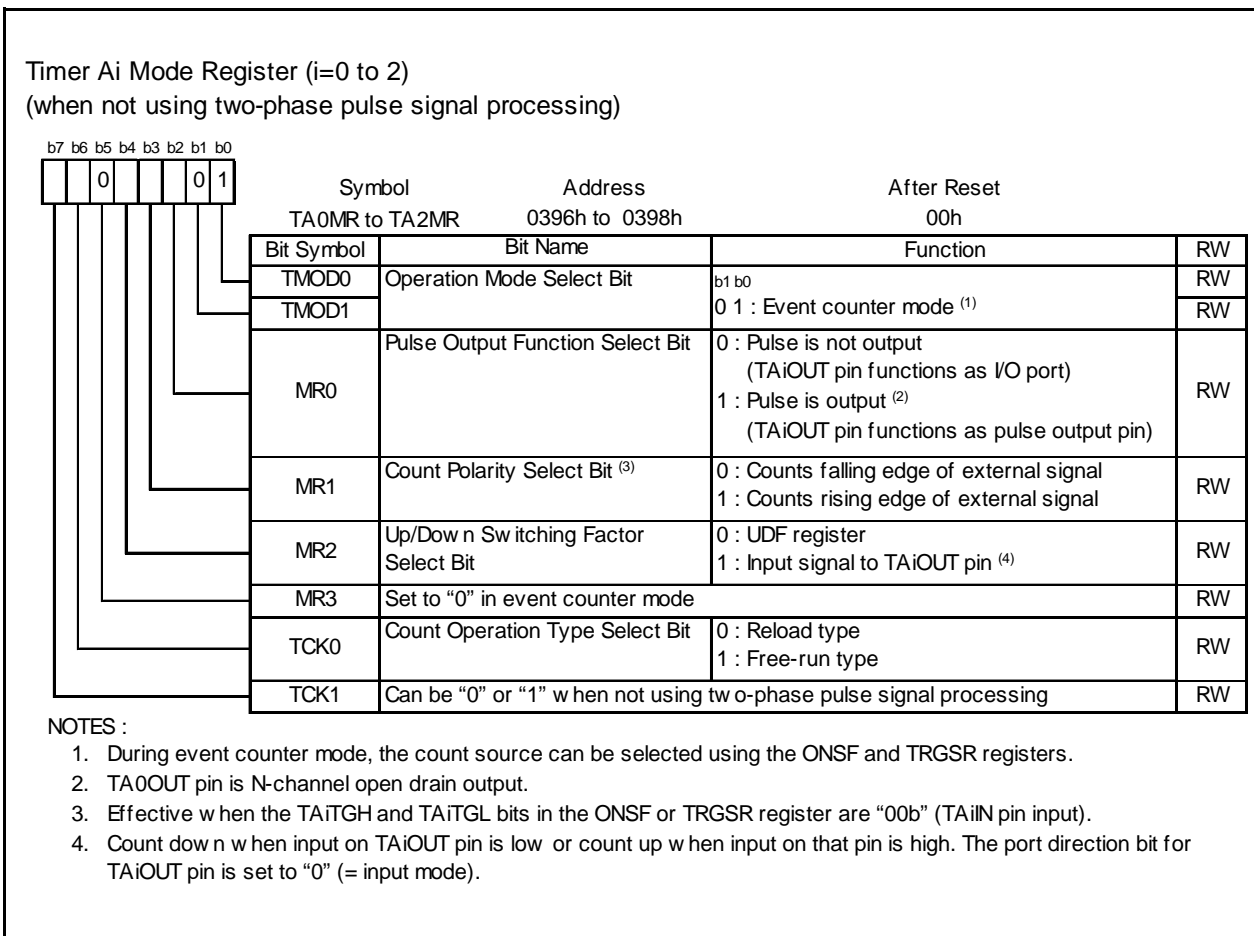 Timer Ai Mode Register (i=0 to 2)
(when not using two-phase pulse signal processing)
b7 b6 b5 b4 b3 b2 b1 b0
0 0 1
Symbol Address After Reset
TA0MR to TA2MR 0396h to 0398h 00h
Bit Symbol Bit Name Function RW
TMOD0 Operation Mode Select Bit b1 b0 RW
TMOD1 0 1 : Event counter mode (1) RW
MR0 Pulse Output Function Select Bit 0 : Pulse is not output
(TAiOUT pin functions as I/O port)
1 : Pulse is output (2)
(TAiOUT pin functions as pulse output pin) RW
MR1 Count Polarity Select Bit (3) 0 : Counts falling edge of external signal
1 : Counts rising edge of external signal RW
MR2 Up/Down Switching Factor 0 : UDF register
Select Bit 1 : Input signal to TAiOUT pin (4) RW
MR3 Set to “0” in event counter mode RW
TCK0 Count Operation Type Select Bit 0 : Reload type
1 : Free-run type RW
TCK1 Can be “0” or “1” when not using two-phase pulse signal processing RW
NOTES :
1. During event counter mode, the count source can be selected using the ONSF and TRGSR registers.
2. TA0OUT pin is N-channel open drain output.
3. Effective when the TAiTGH and TAiTGL bits in the ONSF or TRGSR register are “00b” (TAiIN pin input).
4. Count down when input on TAiOUT pin is low or count up when input on that pin is high. The port direction bit for
TAiOUT pin is set to “0” (= input mode).